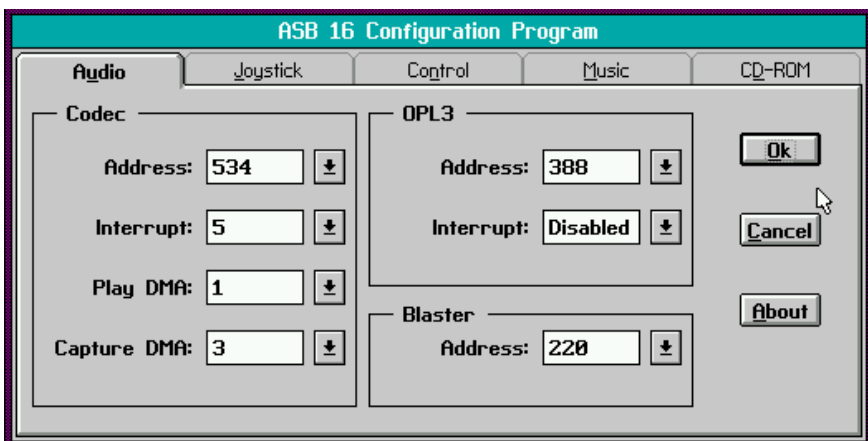 ASB 16 Configuration Program
Audio Joystick Control Music CD-ROM
Codec
Address: 534
Interrupt: 5
Play DMA: 1
Capture DMA: 3
OPL3
Address: 388
Interrupt: Disabled
Blaster
Address: 220
Ok
Cancel
About